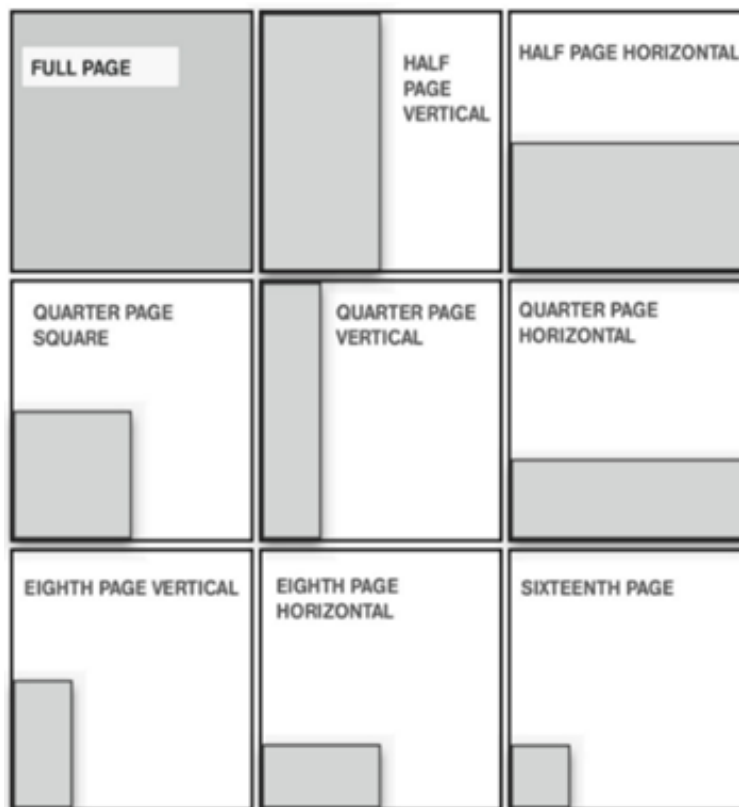 FULL PAGE
HALF
PAGE
VERTICAL
HALF PAGE HORIZONTAL
QUARTER PAGE
SQUARE
QUARTER PAGE
VERTICAL
QUARTER PAGE
HORIZONTAL
EIGHTH PAGE VERTICAL
EIGHTH PAGE
HORIZONTAL
SIXTEENTH PAGE